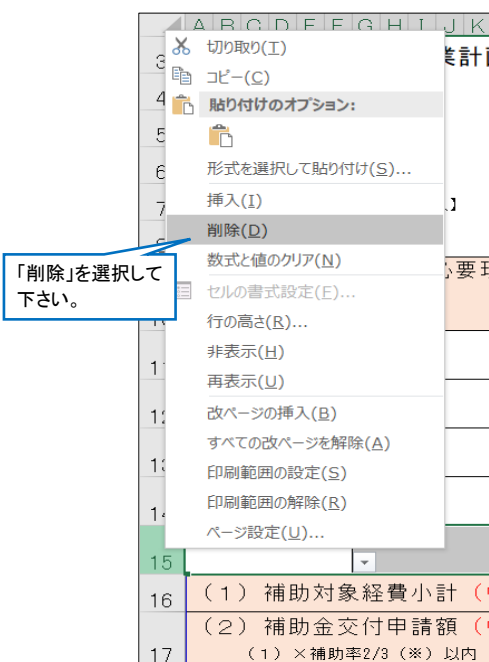 A B C D E F G H I J K
切り取り(T)
3
コピー(C)
4
貼り付けのオプション:
5
形式を選択して貼り付け(S)...
6
挿入(I)
7
】
削除(D)
数式と値のクリア(N)
「削除」を選択して
下さい。
セルの書式設定(F)...
行の高さ(R)...
非表示(H)
11
再表示(U)
改ページの挿入(B)
12
すべての改ページを解除(A)
印刷範囲の設定(S)
13
印刷範囲の解除(R)
14
ページ設定(U)...
15
16 (1) 補助対象経費小計 (
(2) 補助金交付申請額 (
17 (1)×補助率2/3 (※) 以内